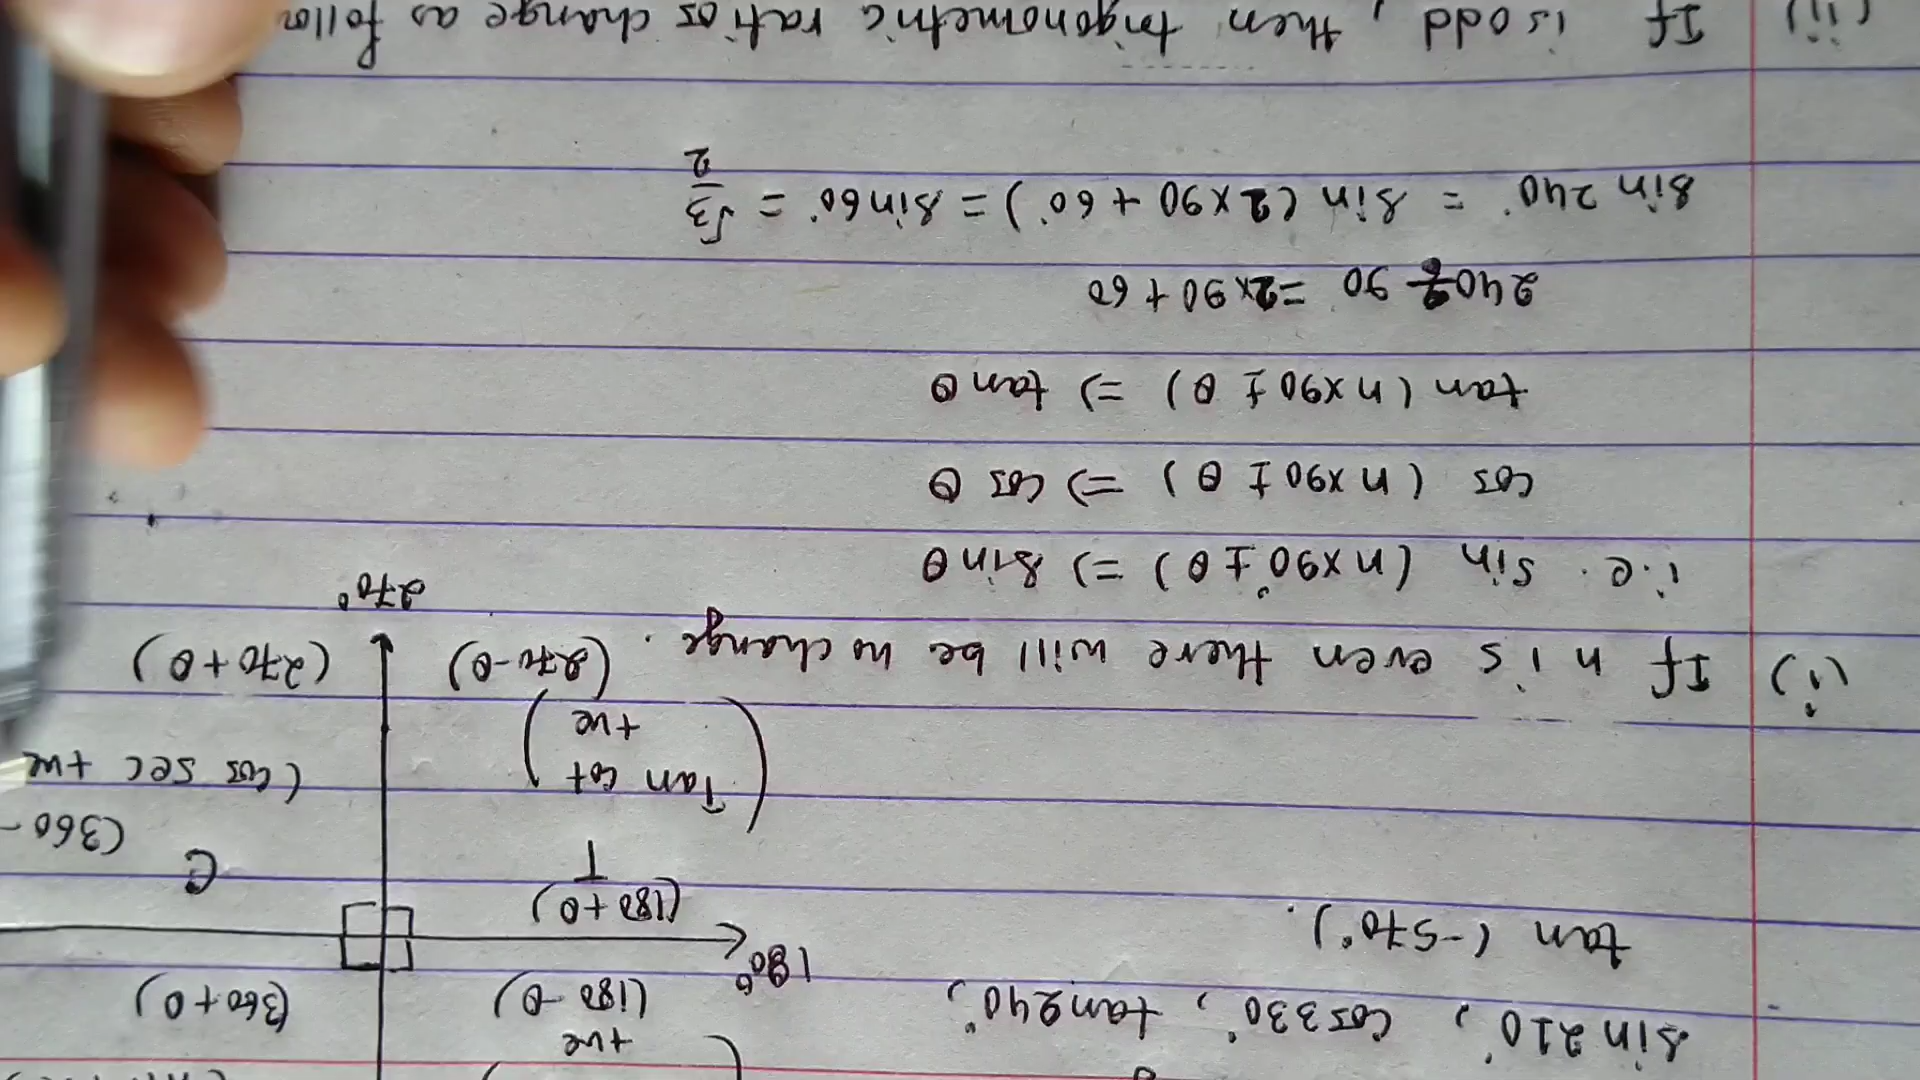 +ve
sin 210°, cos 330°, tan 240°,
(180 - θ)
(360 + θ)
180°
tan (-570°).
(180 + θ)
T
C
(360 -
(Tan cot
+ve)
(cos sec +ve
(i) If n is even there will be no change.
(270-θ)
(270 + θ)
270°
i.e. sin (n×90° ± θ) => sin θ
cos (n×90 ± θ) => cos θ
tan (n×90 ± θ) => tan θ
90 = 2×90 + 60
sin 240° = sin (2×90 + 60°) = sin 60° = √3/2
(ii) If is odd, then trigonometric ratios change as follow